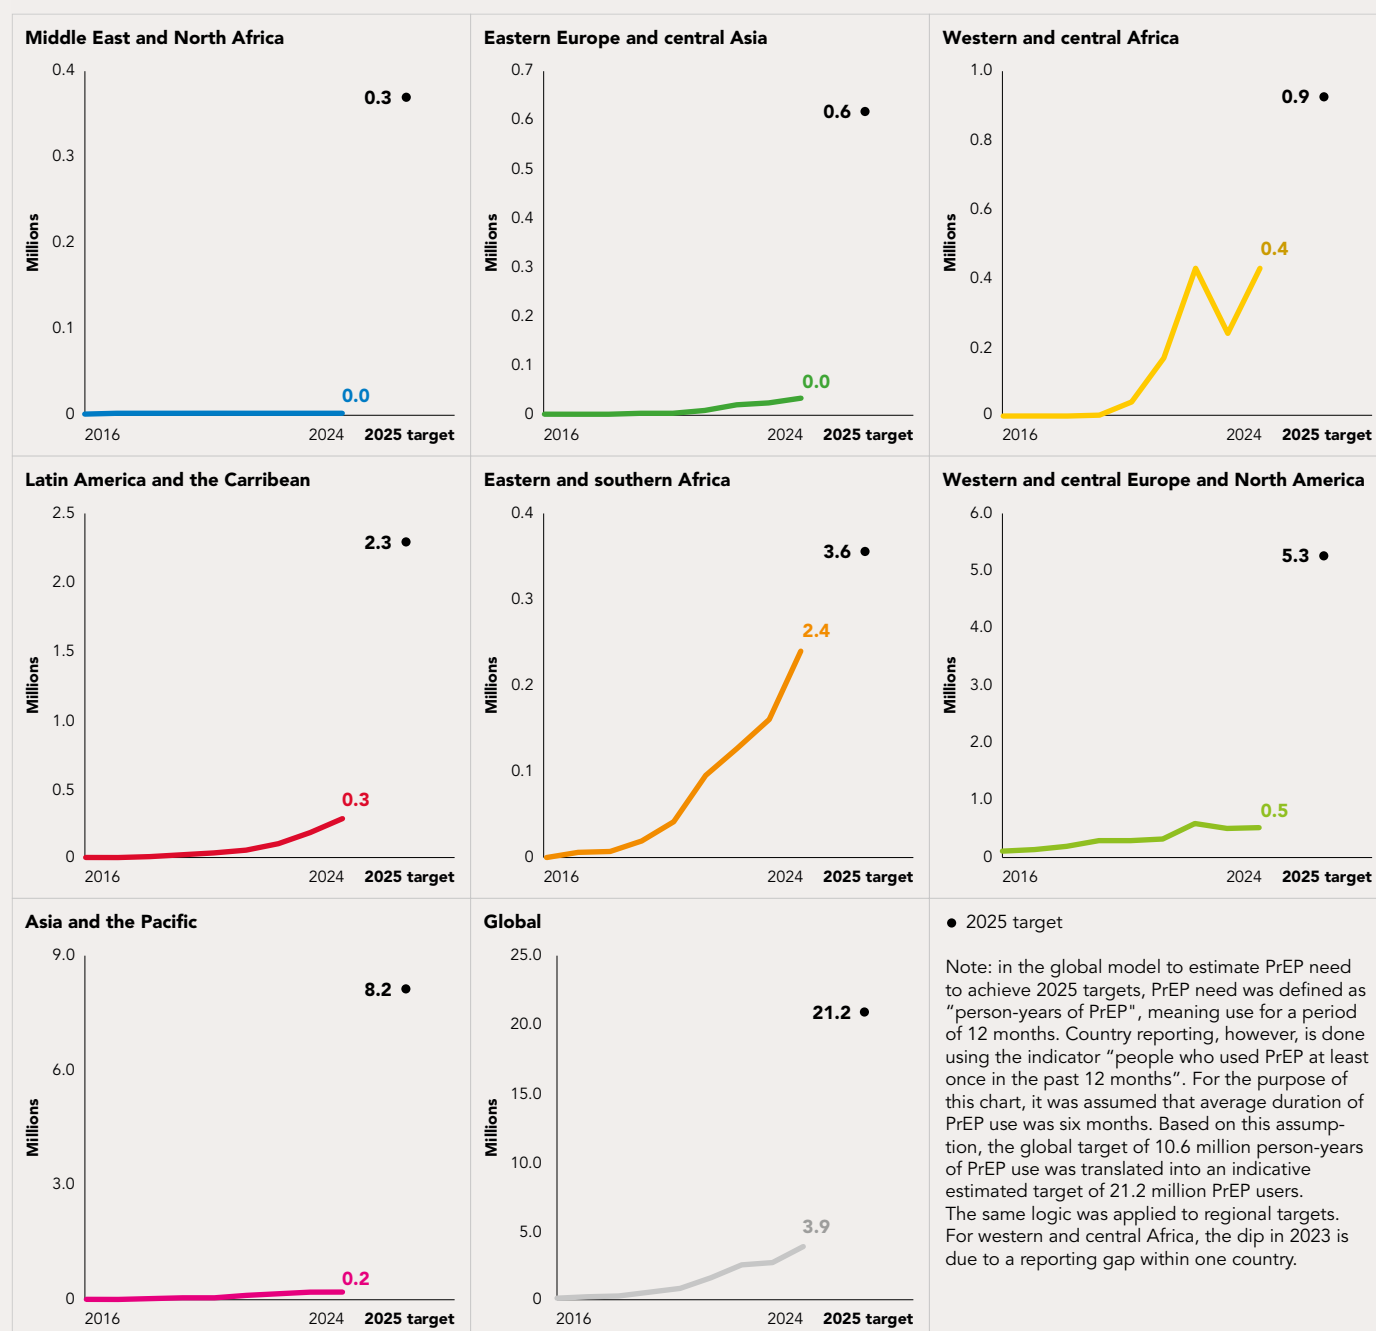 Middle East and North Africa
0.4
0.3
0.2
0.1
0
Millions
0.3
0.0
2016
2024
2025 target
Eastern Europe and central Asia
0.7
0.6
0.5
0.4
0.3
0.2
0.1
0
Millions
0.6
0.0
2016
2024
2025 target
Western and central Africa
1.0
0.8
0.6
0.4
0.2
0
Millions
0.9
0.4
2016
2024
2025 target
Latin America and the Carribean
2.5
2.0
1.5
1.0
0.5
0
Millions
2.3
0.3
2016
2024
2025 target
Eastern and southern Africa
0.4
0.3
0.2
0.1
0
Millions
3.6
2.4
2016
2024
2025 target
Western and central Europe and North America
6.0
5.0
4.0
3.0
2.0
1.0
0
Millions
5.3
0.5
2016
2024
2025 target
Asia and the Pacific
9.0
6.0
3.0
0
Millions
8.2
0.2
2016
2024
2025 target
Global
25.0
20.0
15.0
10.0
5.0
0
Millions
21.2
3.9
2016
2024
2025 target
2025 target
Note: in the global model to estimate PrEP need
to achieve 2025 targets, PrEP need was defined as
“person-years of PrEP", meaning use for a period
of 12 months. Country reporting, however, is done
using the indicator “people who used PrEP at least
once in the past 12 months”. For the purpose of
this chart, it was assumed that average duration of
PrEP use was six months. Based on this assump-
tion, the global target of 10.6 million person-years
of PrEP use was translated into an indicative
estimated target of 21.2 million PrEP users.
The same logic was applied to regional targets.
For western and central Africa, the dip in 2023 is
due to a reporting gap within one country.